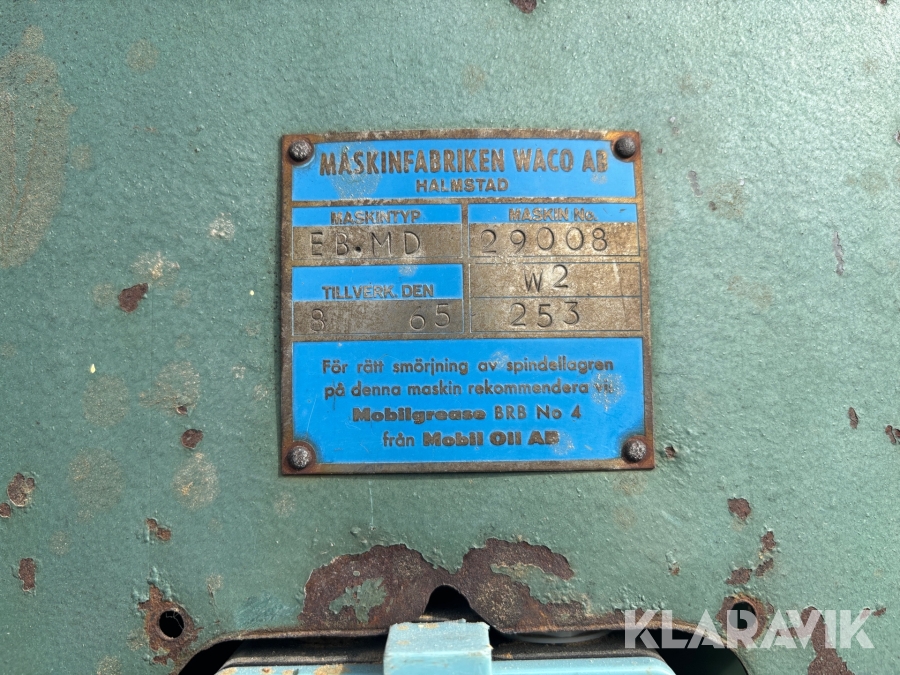 MASKINFABRIKEN WACO AB
HALMSTAD
MASKINTYP
EB.MD
MASKIN No.
29008
W2
253
TILLVERK. DEN
8 65
För rätt smörjning av spindellagren
på denna maskin rekommendera vi:
Mobilgrease BRB No 4
från Mobil Oil AB
KLARAVIK